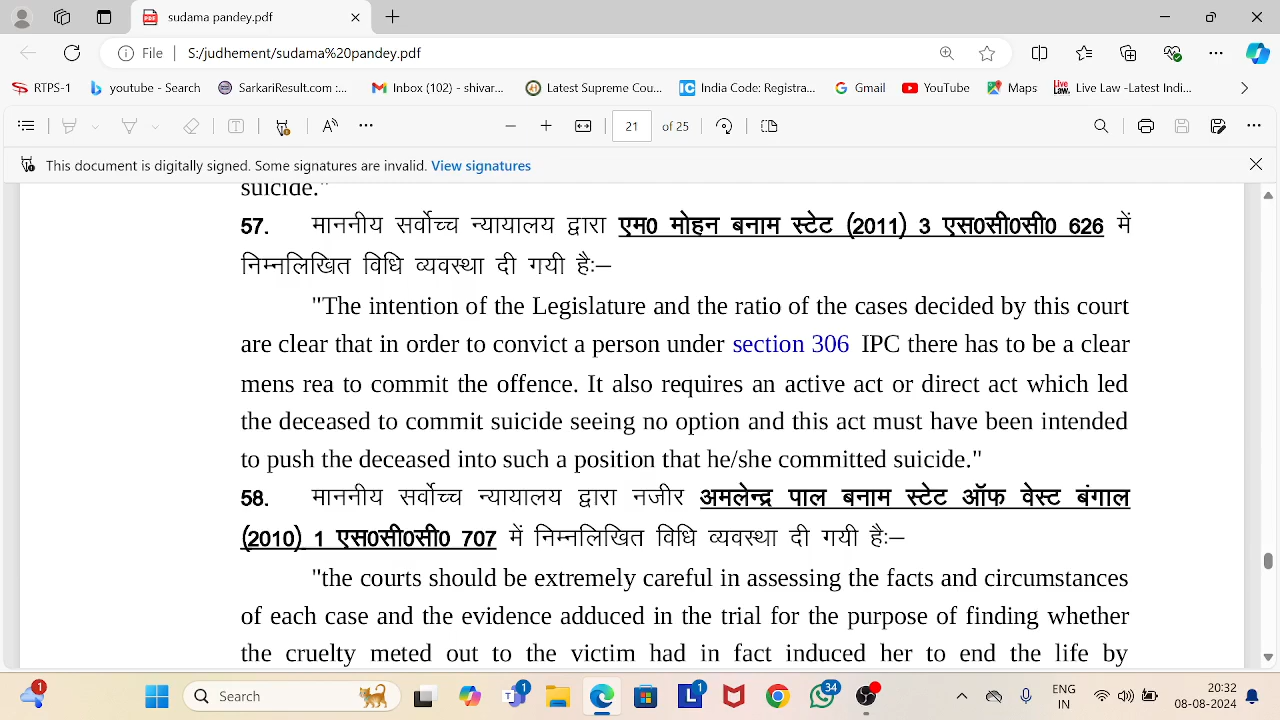 sudama pandey.pdf
File S:/judhement/sudama%20pandey.pdf
RTPS-1 youtube - Search SarkariResult.com :... Inbox (102) - shivar... Latest Supreme Cou... India Code: Registra... Gmail YouTube Maps Live Law -Latest Indi...
21 of 25
This document is digitally signed. Some signatures are invalid. View signatures
suicide."
57. माननीय सर्वोच्च न्यायालय द्वारा एम0 मोहन बनाम स्टेट (2011) 3 एस0सी0सी0 626 में
निम्नलिखित विधि व्यवस्था दी गयी हैः—
"The intention of the Legislature and the ratio of the cases decided by this court
are clear that in order to convict a person under section 306 IPC there has to be a clear
mens rea to commit the offence. It also requires an active act or direct act which led
the deceased to commit suicide seeing no option and this act must have been intended
to push the deceased into such a position that he/she committed suicide."
58. माननीय सर्वोच्च न्यायालय द्वारा नजीर अमलेन्द्र पाल बनाम स्टेट ऑफ वेस्ट बंगाल
(2010) 1 एस0सी0सी0 707 में निम्नलिखित विधि व्यवस्था दी गयी हैः—
"the courts should be extremely careful in assessing the facts and circumstances
of each case and the evidence adduced in the trial for the purpose of finding whether
the cruelty meted out to the victim had in fact induced her to end the life by
1 Search 1 1 34 ENG 20:32
IN 08-08-2024